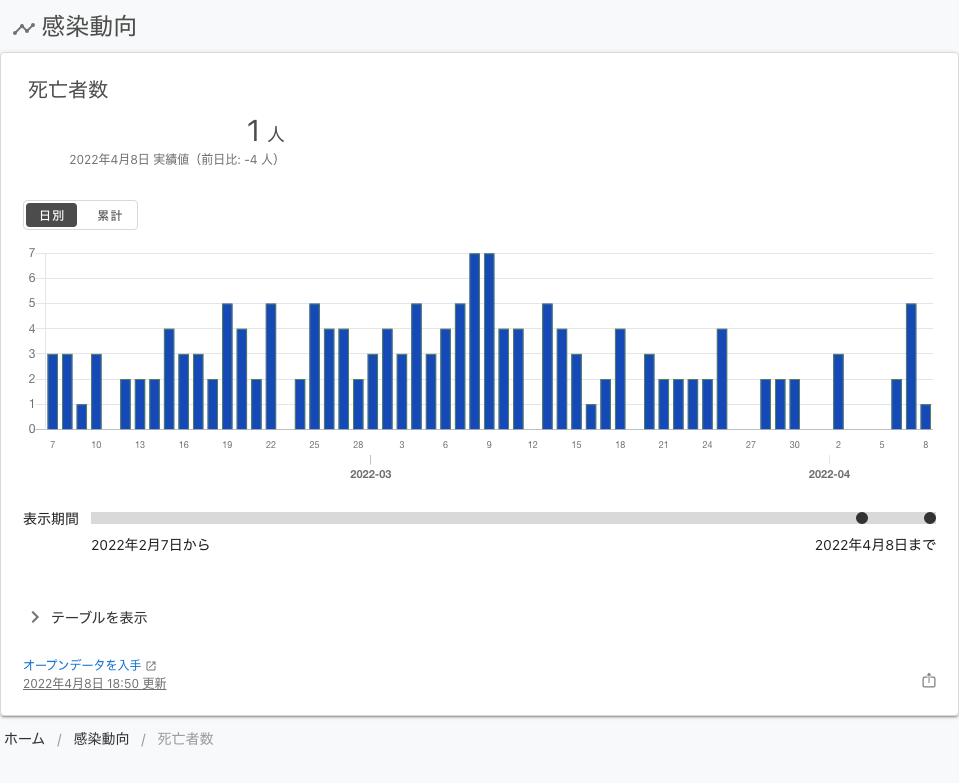 感染動向
死亡者数
1 人
2022年4月8日 実績値（前日比: -4 人）
日別 累計
7
6
5
4
3
2
1
0
7 10 13 16 19 22 25 28 3 6 9 12 15 18 21 24 27 30 2 5 8
2022-03 2022-04
表示期間
2022年2月7日から 2022年4月8日まで
テーブルを表示
オープンデータを入手
2022年4月8日 18:50 更新
ホーム / 感染動向 / 死亡者数